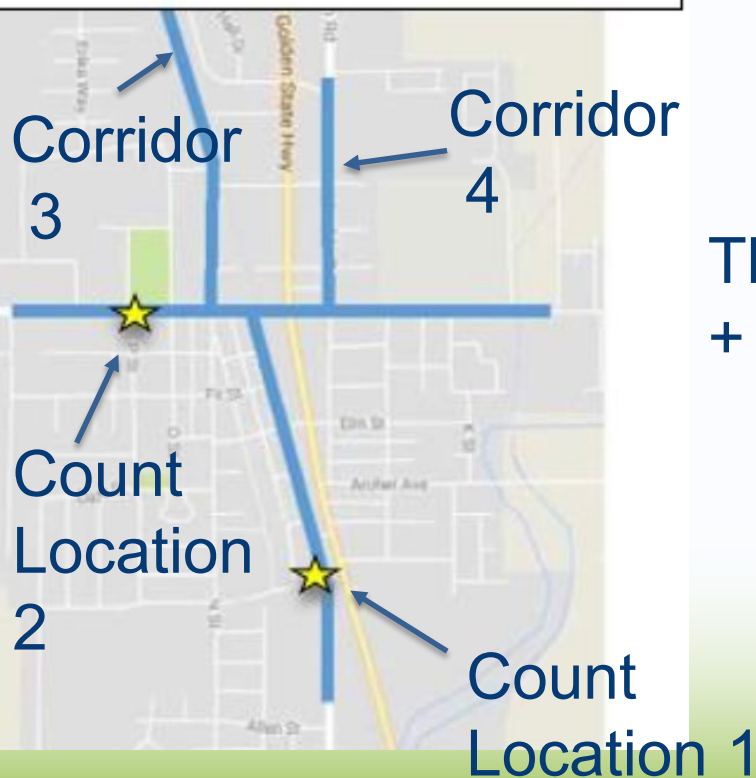 Golden State Hwy
Rd
Corridor
3
Corridor
4
Elm St
Archer Ave
Count
Location
2
Allen St
Count
Location 1
+